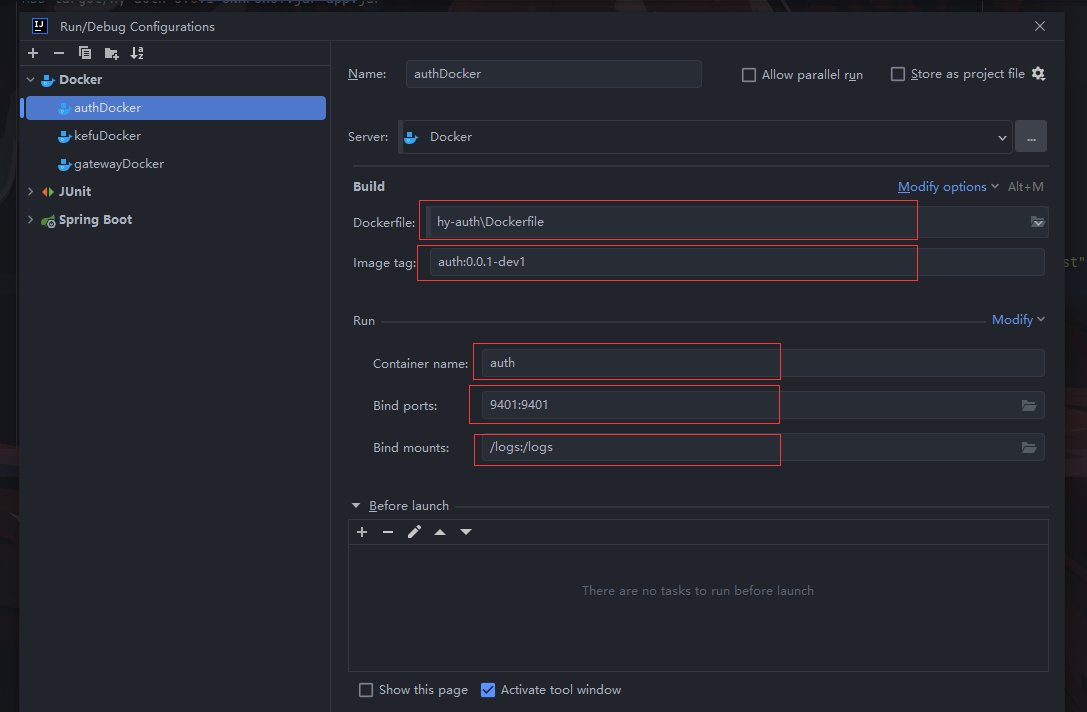 Run/Debug Configurations
Docker
authDocker
kefuDocker
gatewayDocker
JUnit
Spring Boot
Name: authDocker
Allow parallel run
Store as project file
Server: Docker
...
Build
Modify options Alt+M
Dockerfile: hy-auth\Dockerfile
Image tag: auth:0.0.1-dev1
Run
Modify
Container name: auth
Bind ports: 9401:9401
Bind mounts: /logs:/logs
Before launch
There are no tasks to run before launch
Show this page
Activate tool window
st"